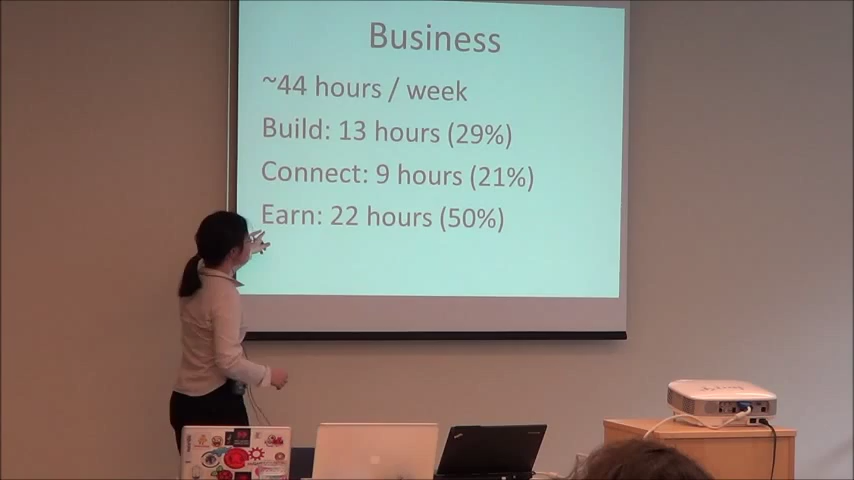 Business
~44 hours / week
Build: 13 hours (29%)
Connect: 9 hours (21%)
Earn: 22 hours (50%)